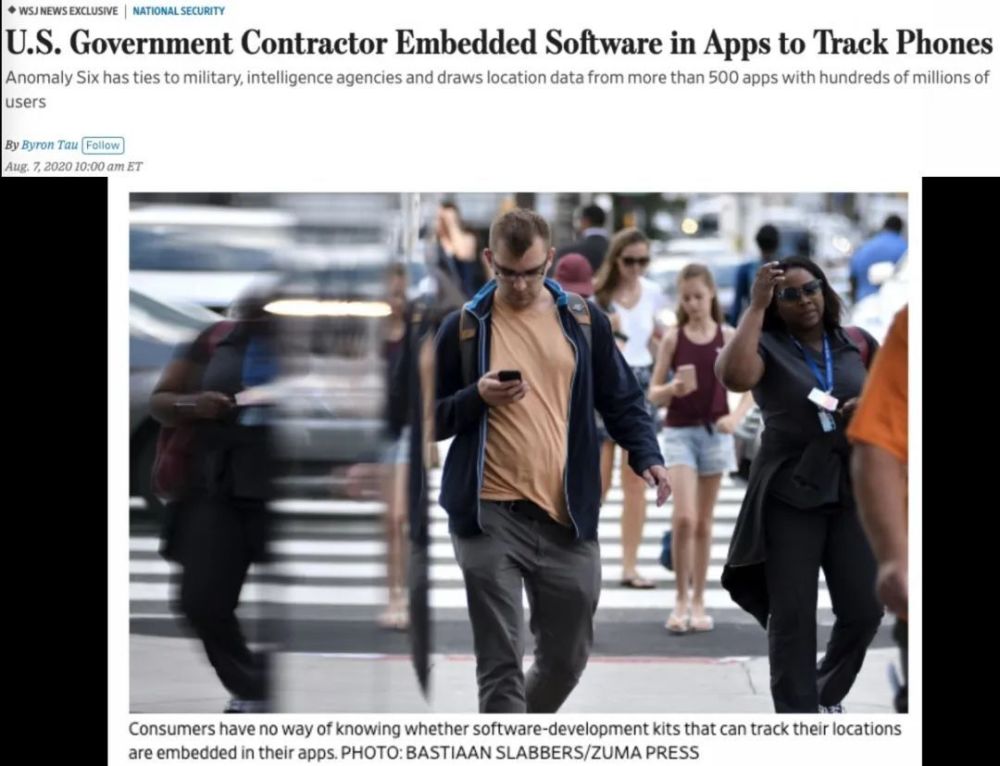 ◆ WSJ NEWS EXCLUSIVE | NATIONAL SECURITY
U.S. Government Contractor Embedded Software in Apps to Track Phones
Anomaly Six has ties to military, intelligence agencies and draws location data from more than 500 apps with hundreds of millions of
users
By Byron Tau Follow
Aug. 7, 2020 10:00 am ET
Consumers have no way of knowing whether software-development kits that can track their locations
are embedded in their apps. PHOTO: BASTIAAN SLABBERS/ZUMA PRESS